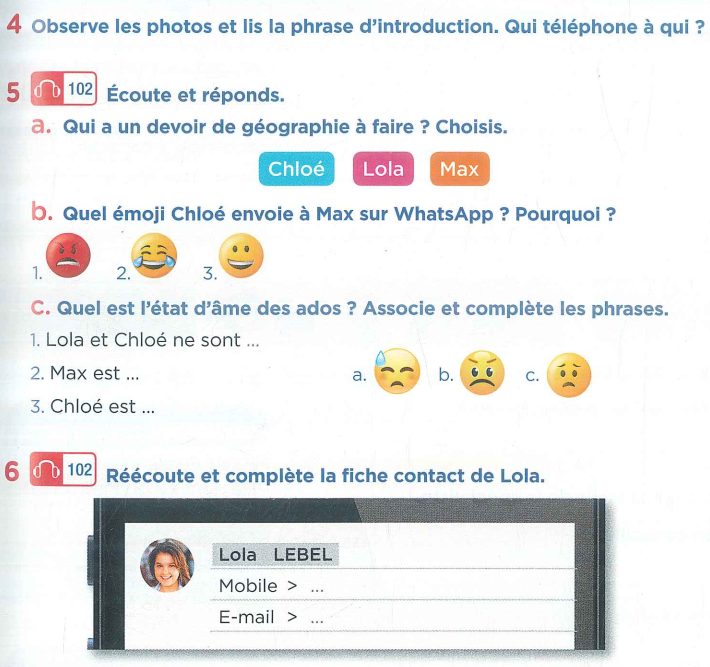 4 Observe les photos et lis la phrase d'introduction. Qui téléphone à qui ?
5 102 Écoute et réponds.
a. Qui a un devoir de géographie à faire ? Choisis.
Chloé Lola Max
b. Quel émoji Chloé envoie à Max sur WhatsApp ? Pourquoi ?
1. 2. 3.
c. Quel est l'état d'âme des ados ? Associe et complète les phrases.
1. Lola et Chloé ne sont ...
2. Max est ... a. b. c.
3. Chloé est ...
6 102 Réécoute et complète la fiche contact de Lola.
Lola LEBEL
Mobile > ...
E-mail > ...